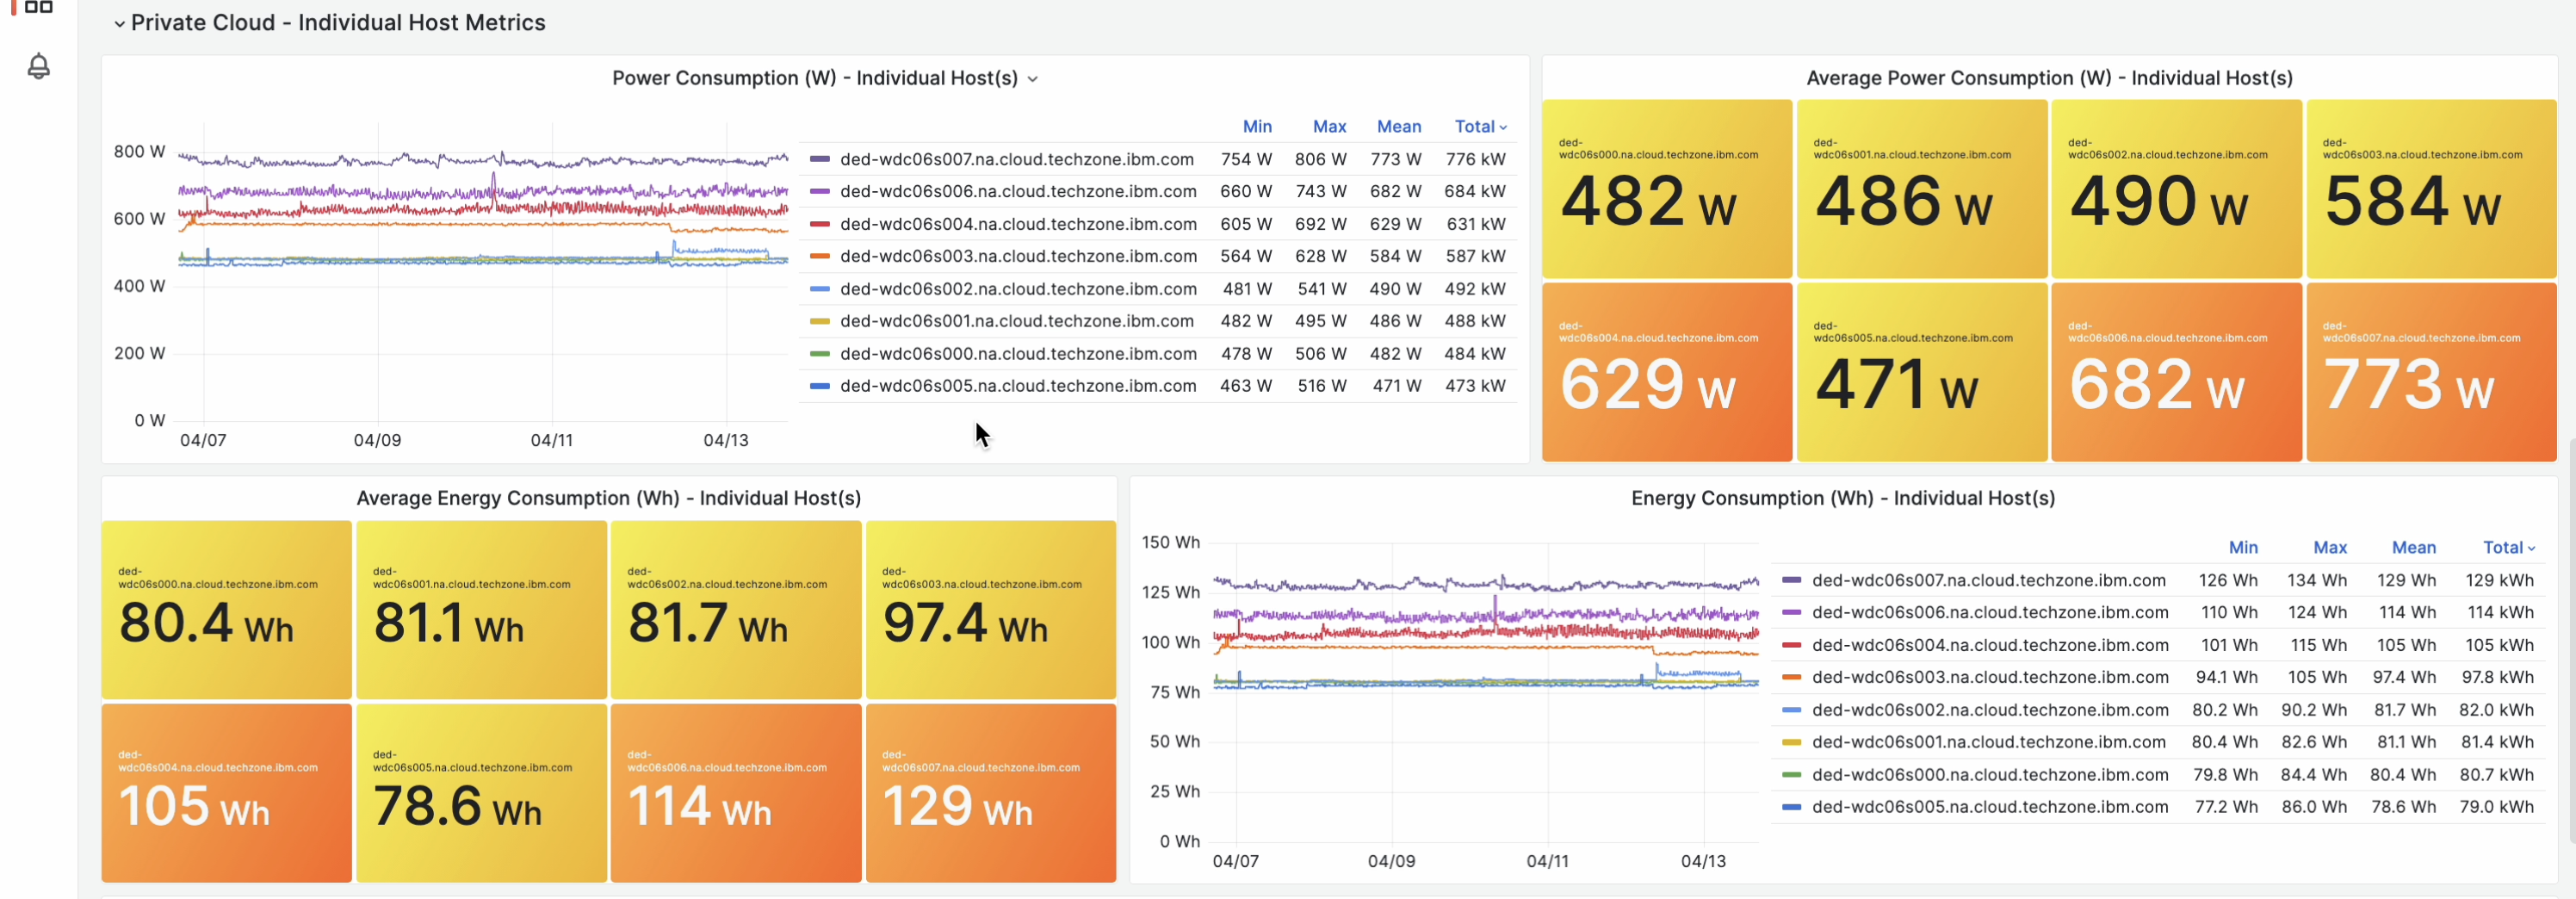 Private Cloud - Individual Host Metrics
Power Consumption (W) - Individual Host(s)
Min Max Mean Total
800 W
600 W
400 W
200 W
0 W
04/07 04/09 04/11 04/13
ded-wdc06s007.na.cloud.techzone.ibm.com 754 W 806 W 773 W 776 kW
ded-wdc06s006.na.cloud.techzone.ibm.com 660 W 743 W 682 W 684 kW
ded-wdc06s004.na.cloud.techzone.ibm.com 605 W 692 W 629 W 631 kW
ded-wdc06s003.na.cloud.techzone.ibm.com 564 W 628 W 584 W 587 kW
ded-wdc06s002.na.cloud.techzone.ibm.com 481 W 541 W 490 W 492 kW
ded-wdc06s001.na.cloud.techzone.ibm.com 482 W 495 W 486 W 488 kW
ded-wdc06s000.na.cloud.techzone.ibm.com 478 W 506 W 482 W 484 kW
ded-wdc06s005.na.cloud.techzone.ibm.com 463 W 516 W 471 W 473 kW
Average Power Consumption (W) - Individual Host(s)
ded-
wdc06s000.na.cloud.techzone.ibm.com
482 W
ded-
wdc06s001.na.cloud.techzone.ibm.com
486 W
ded-
wdc06s002.na.cloud.techzone.ibm.com
490 W
ded-
wdc06s003.na.cloud.techzone.ibm.com
584 W
ded-
wdc06s004.na.cloud.techzone.ibm.com
629 W
ded-
wdc06s005.na.cloud.techzone.ibm.com
471 W
ded-
wdc06s006.na.cloud.techzone.ibm.com
682 W
ded-
wdc06s007.na.cloud.techzone.ibm.com
773 W
Average Energy Consumption (Wh) - Individual Host(s)
ded-
wdc06s000.na.cloud.techzone.ibm.com
80.4 Wh
ded-
wdc06s001.na.cloud.techzone.ibm.com
81.1 Wh
ded-
wdc06s002.na.cloud.techzone.ibm.com
81.7 Wh
ded-
wdc06s003.na.cloud.techzone.ibm.com
97.4 Wh
ded-
wdc06s004.na.cloud.techzone.ibm.com
105 Wh
ded-
wdc06s005.na.cloud.techzone.ibm.com
78.6 Wh
ded-
wdc06s006.na.cloud.techzone.ibm.com
114 Wh
ded-
wdc06s007.na.cloud.techzone.ibm.com
129 Wh
Energy Consumption (Wh) - Individual Host(s)
150 Wh
125 Wh
100 Wh
75 Wh
50 Wh
25 Wh
0 Wh
04/07 04/09 04/11 04/13
Min Max Mean Total
ded-wdc06s007.na.cloud.techzone.ibm.com 126 Wh 134 Wh 129 Wh 129 kWh
ded-wdc06s006.na.cloud.techzone.ibm.com 110 Wh 124 Wh 114 Wh 114 kWh
ded-wdc06s004.na.cloud.techzone.ibm.com 101 Wh 115 Wh 105 Wh 105 kWh
ded-wdc06s003.na.cloud.techzone.ibm.com 94.1 Wh 105 Wh 97.4 Wh 97.8 kWh
ded-wdc06s002.na.cloud.techzone.ibm.com 80.2 Wh 90.2 Wh 81.7 Wh 82.0 kWh
ded-wdc06s001.na.cloud.techzone.ibm.com 80.4 Wh 82.6 Wh 81.1 Wh 81.4 kWh
ded-wdc06s000.na.cloud.techzone.ibm.com 79.8 Wh 84.4 Wh 80.4 Wh 80.7 kWh
ded-wdc06s005.na.cloud.techzone.ibm.com 77.2 Wh 86.0 Wh 78.6 Wh 79.0 kWh